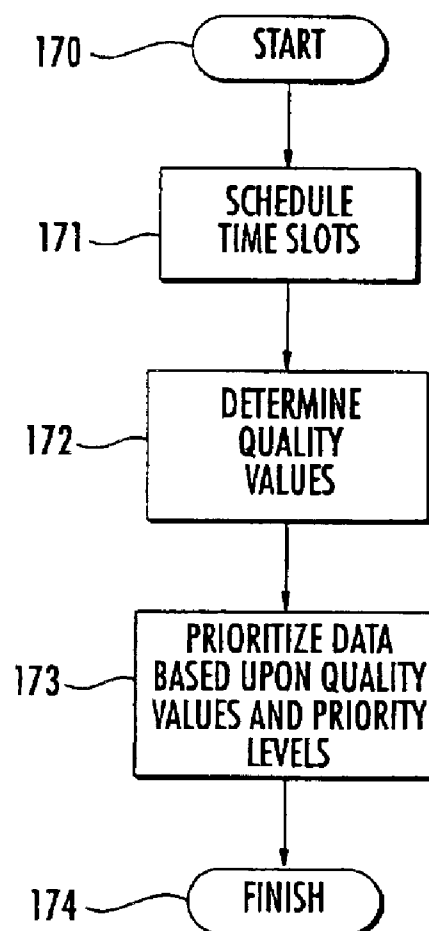 170
START
171
SCHEDULE
TIME SLOTS
172
DETERMINE
QUALITY
VALUES
173
PRIORITIZE DATA
BASED UPON QUALITY
VALUES AND PRIORITY
LEVELS
174
FINISH